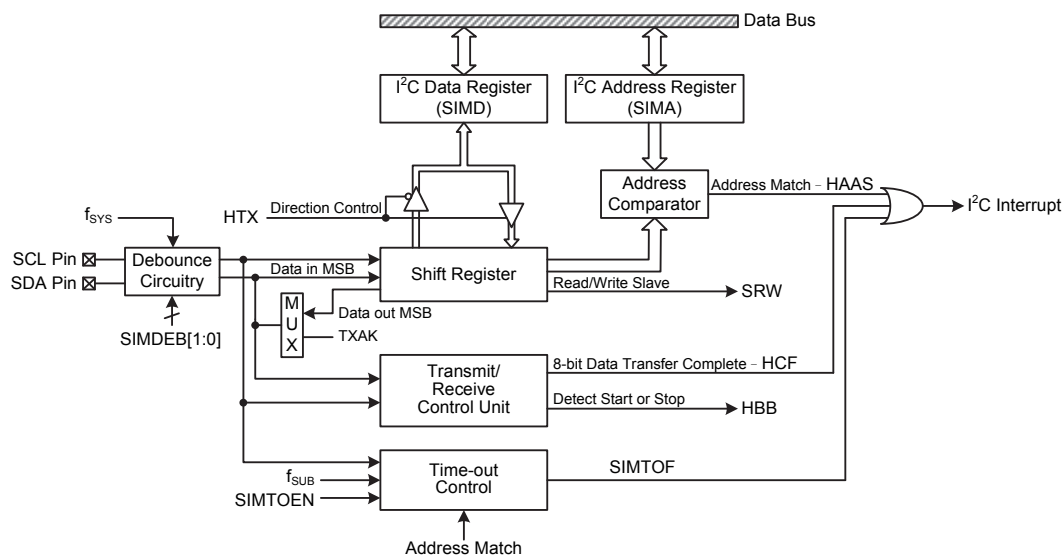 Data Bus
I²C Data Register
(SIMD)
I²C Address Register
(SIMA)
Address
Comparator
Address Match - HAAS
I²C Interrupt
HTX
Direction Control
fSYS
SCL Pin
SDA Pin
Debounce
Circuitry
SIMDEB[1:0]
Data in MSB
Shift Register
Read/Write Slave
SRW
M
U
X
Data out MSB
TXAK
Transmit/
Receive
Control Unit
8-bit Data Transfer Complete - HCF
Detect Start or Stop
HBB
fSUB
SIMTOEN
Time-out
Control
SIMTOF
Address Match